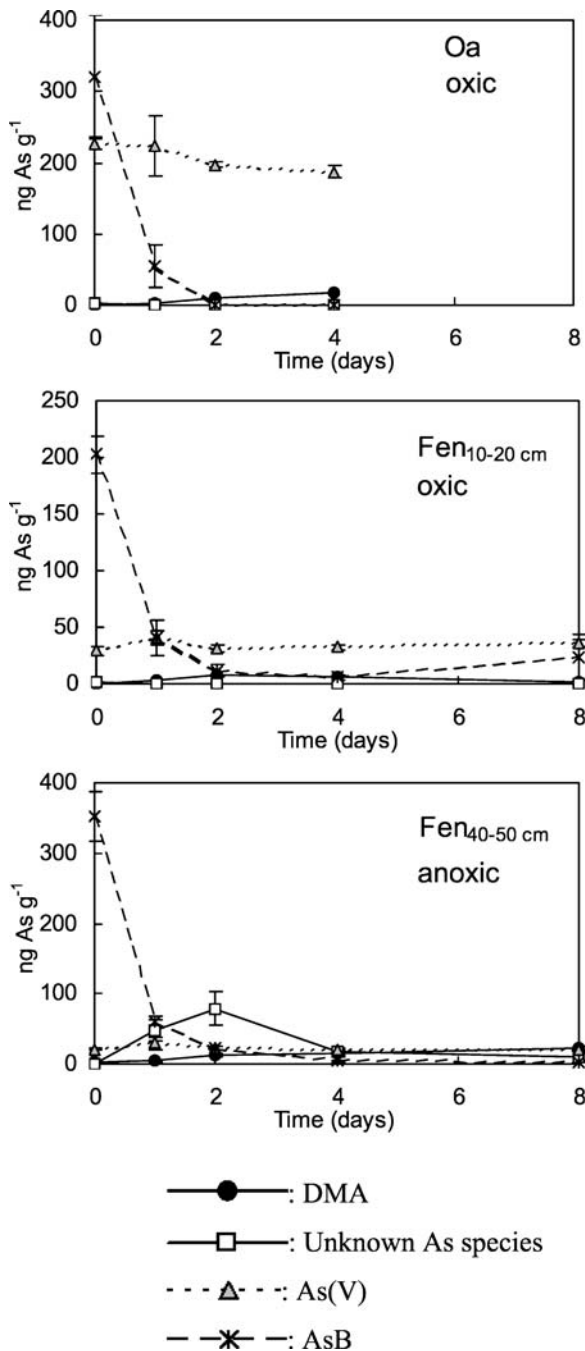 400
300
200
100
0
ng As g-1
Oa
oxic
0 2 4 6 8
Time (days)
250
200
150
100
50
0
ng As g-1
Fen10-20 cm
oxic
0 2 4 6 8
Time (days)
400
300
200
100
0
ng As g-1
Fen40-50 cm
anoxic
0 2 4 6 8
Time (days)
: DMA
: Unknown As species
: As(V)
: AsB